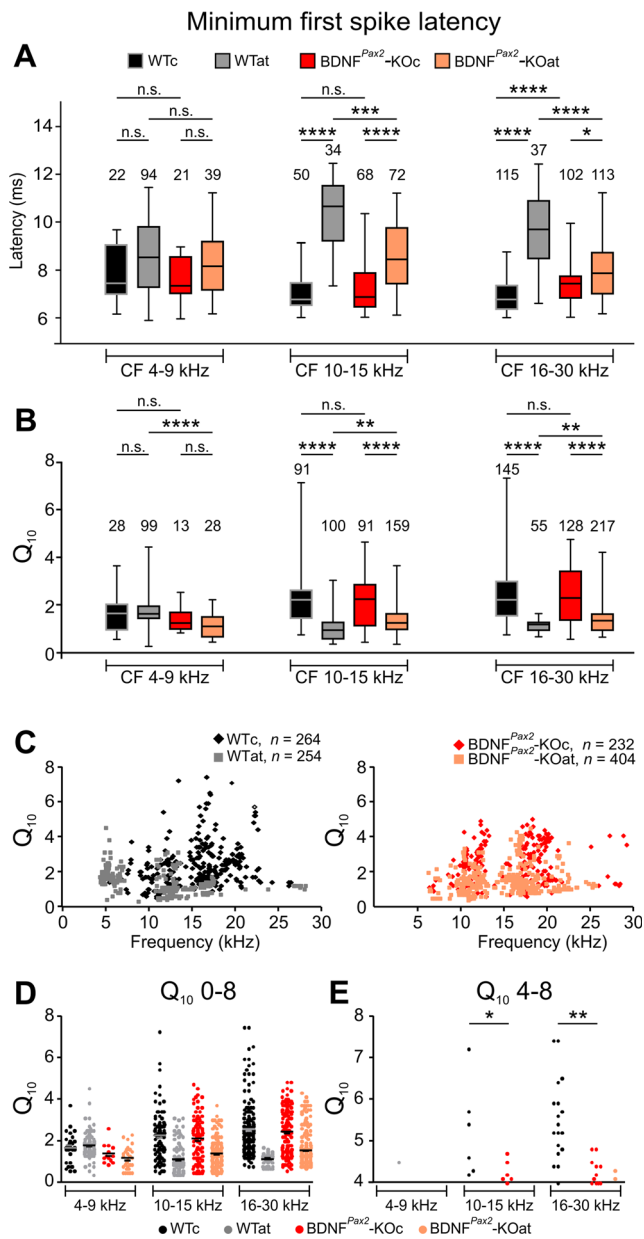 Minimum first spike latency
A
WTc WTat BDNFPax2-KOc BDNFPax2-KOat
n.s. n.s. ****
n.s. *** ****
n.s. n.s. **** **** **** *
22 94 21 39 50 34 68 72 115 37 102 113
14
12
10
8
6
Latency (ms)
CF 4-9 kHz CF 10-15 kHz CF 16-30 kHz
B
n.s. n.s. n.s.
**** ** **
n.s. n.s. **** **** **** ****
28 99 13 28 91 100 91 159 145 55 128 217
8
6
4
2
0
Q10
CF 4-9 kHz CF 10-15 kHz CF 16-30 kHz
C
WTc, n = 264
WTat, n = 254
8
6
4
2
0
Q10
0 5 10 15 20 25 30
Frequency (kHz)
BDNFPax2-KOc, n = 232
BDNFPax2-KOat, n = 404
8
6
4
2
0
Q10
5 10 15 20 25 30
Frequency (kHz)
D
Q10 0-8
8
6
4
2
0
Q10
4-9 kHz 10-15 kHz 16-30 kHz
E
Q10 4-8
* **
8
7
6
5
4
Q10
4-9 kHz 10-15 kHz 16-30 kHz
WTc WTat BDNFPax2-KOc BDNFPax2-KOat